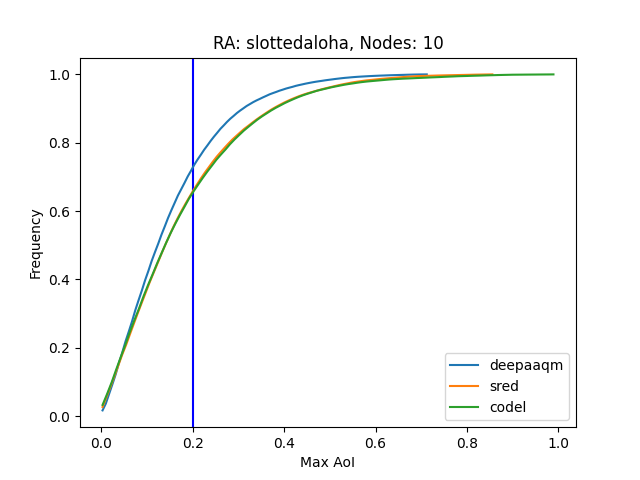 RA: slottedaloha, Nodes: 10
1.0
0.8
0.6
0.4
0.2
0.0
Frequency
deepaaqm
sred
codel
0.0 0.2 0.4 0.6 0.8 1.0
Max AoI